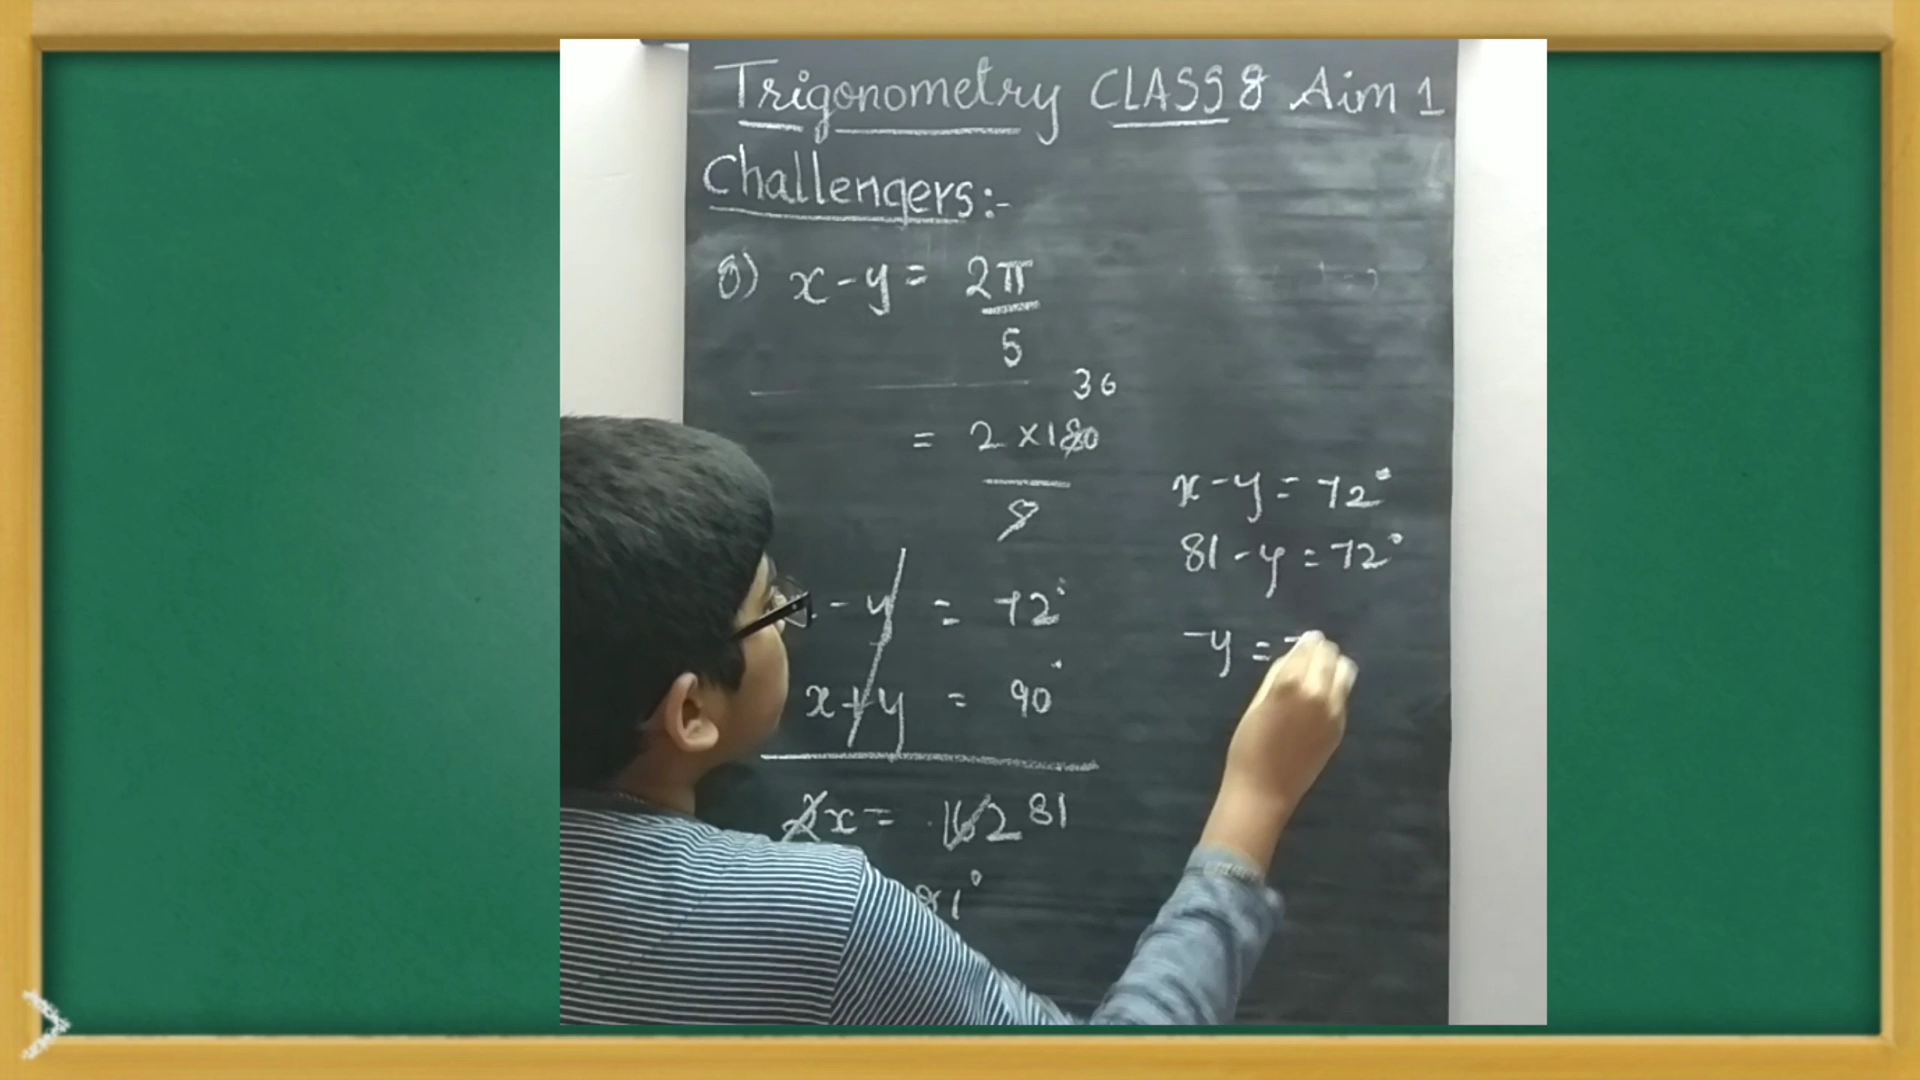 Trigonometry CLASS 8 Aim 1
Challengers:-
8) x-y = 2π
5
36
= 2×180
5
-y = 72°
x+y = 90°
2x = 162 81
81°
x-y = 72°
81-y = 72°
-y =